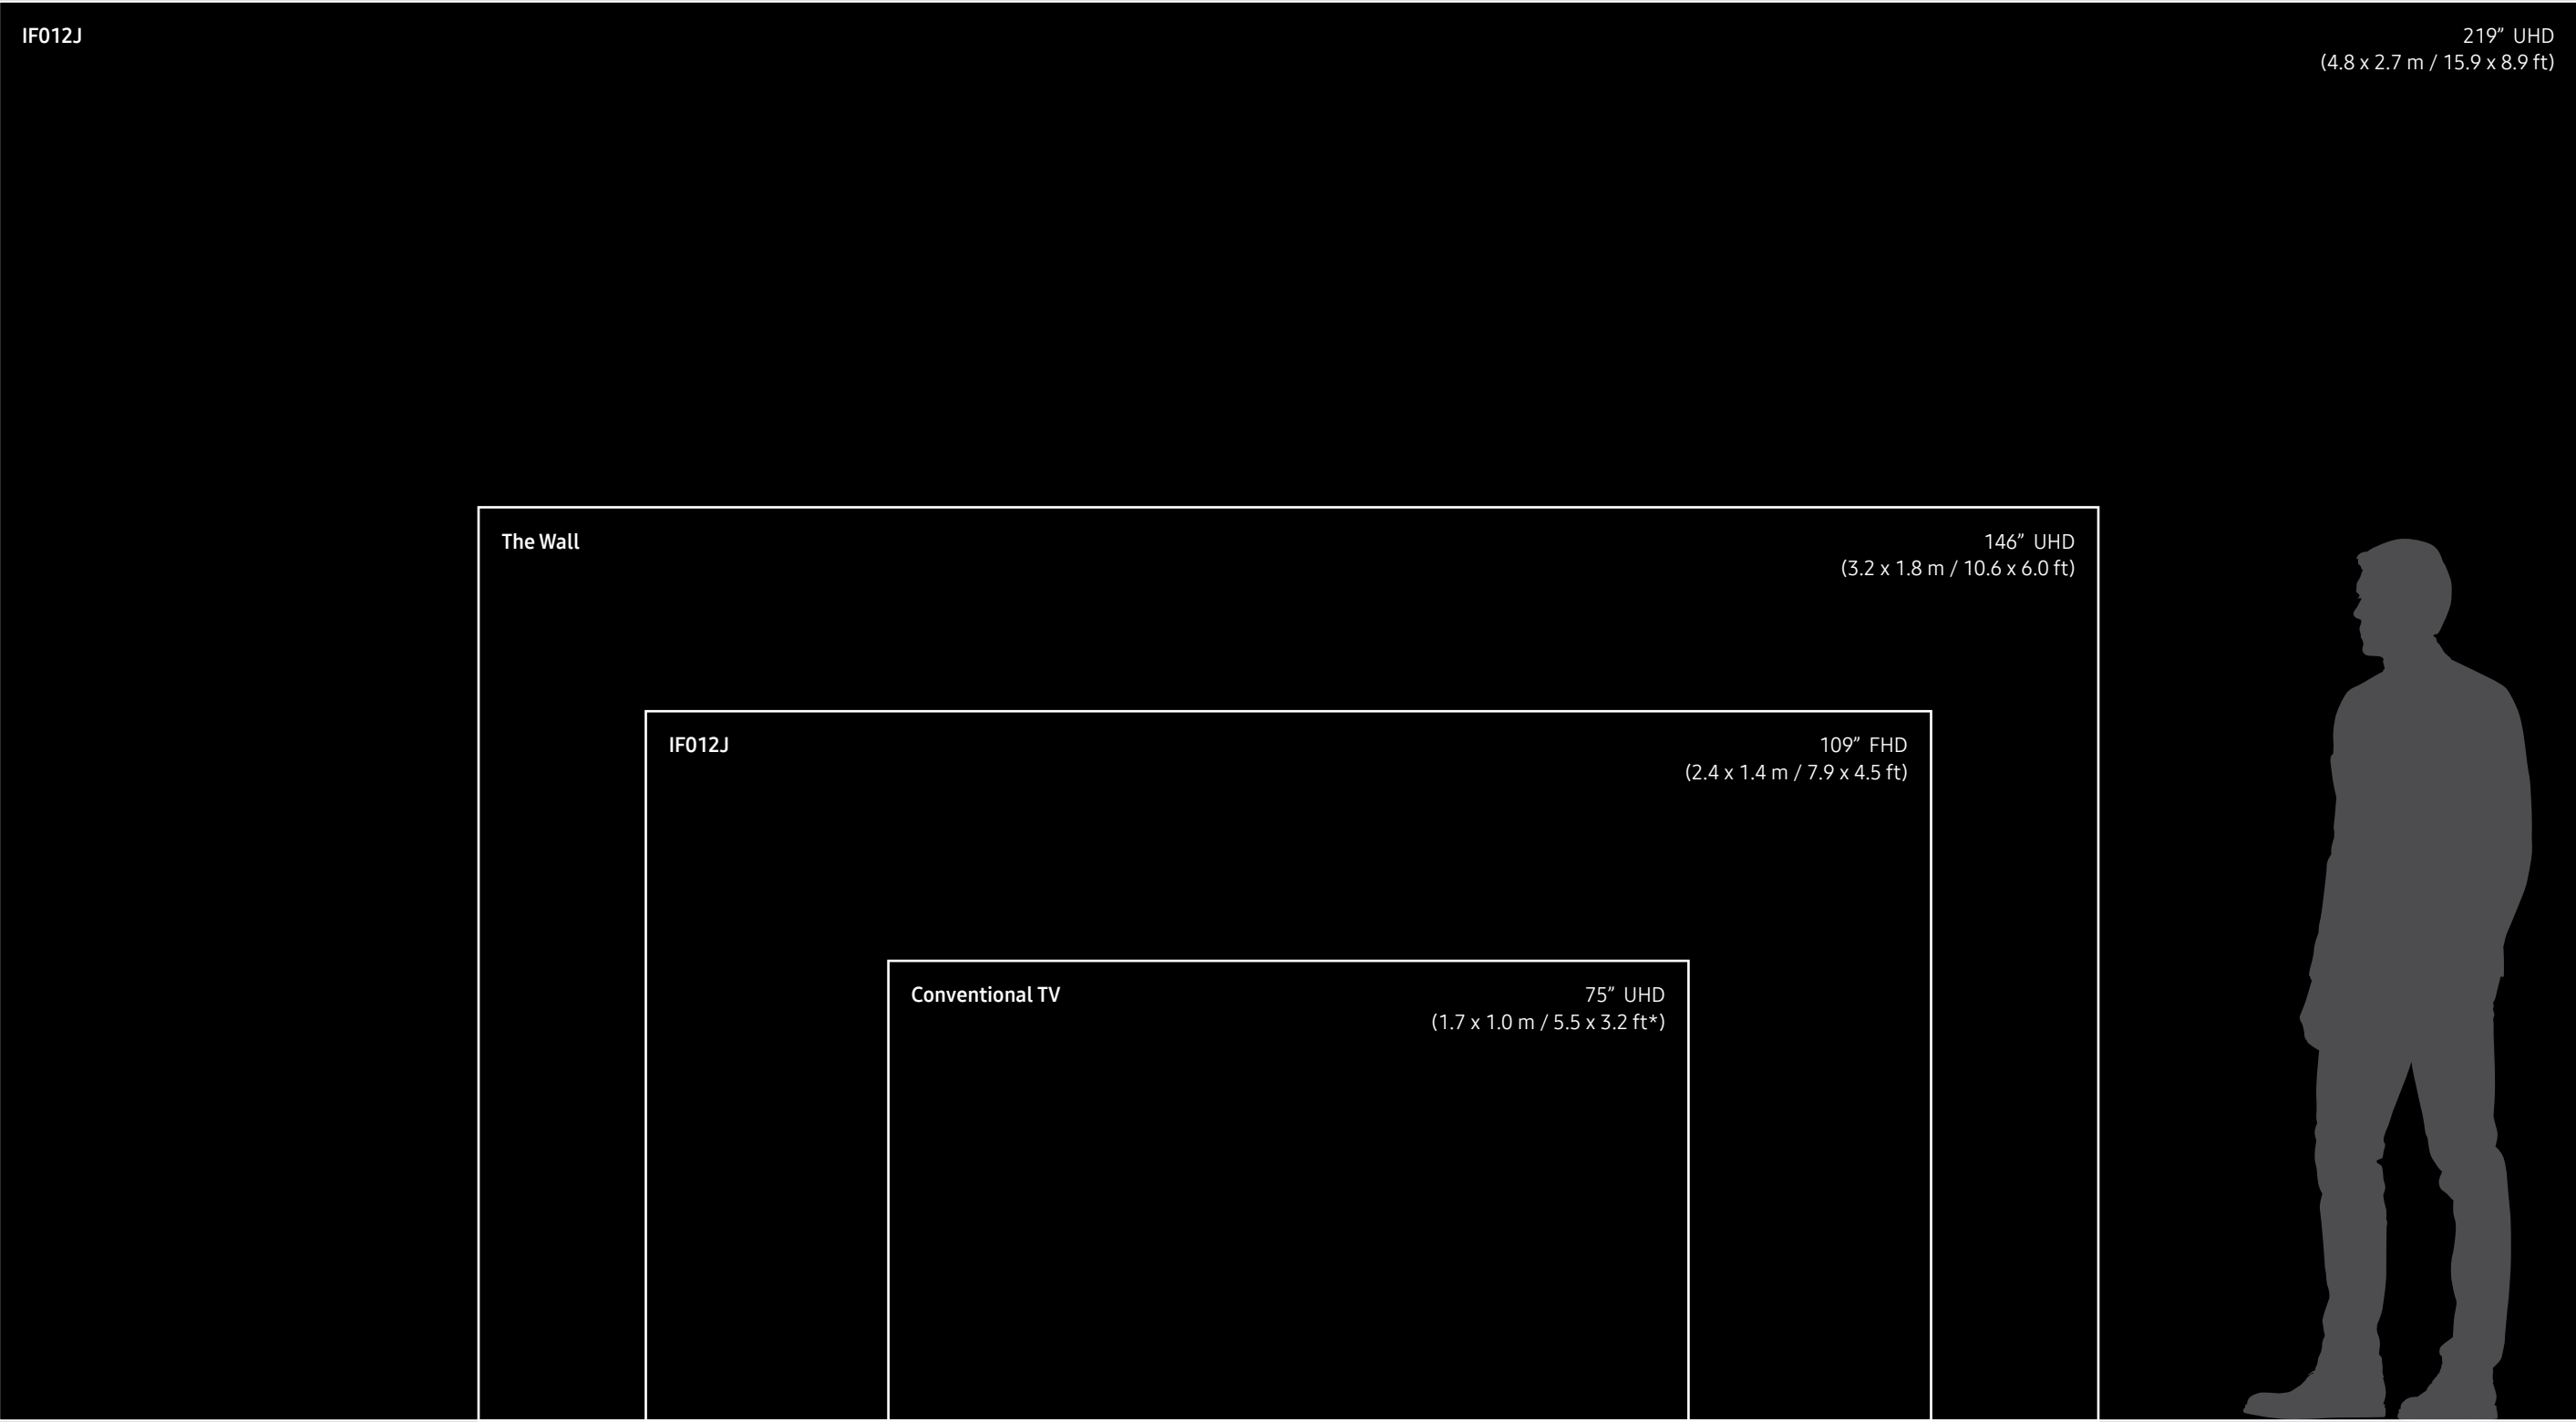 IF012J
219” UHD
(4.8 x 2.7 m / 15.9 x 8.9 ft)
The Wall
146” UHD
(3.2 x 1.8 m / 10.6 x 6.0 ft)
IF012J
109” FHD
(2.4 x 1.4 m / 7.9 x 4.5 ft)
Conventional TV
75” UHD
(1.7 x 1.0 m / 5.5 x 3.2 ft*)